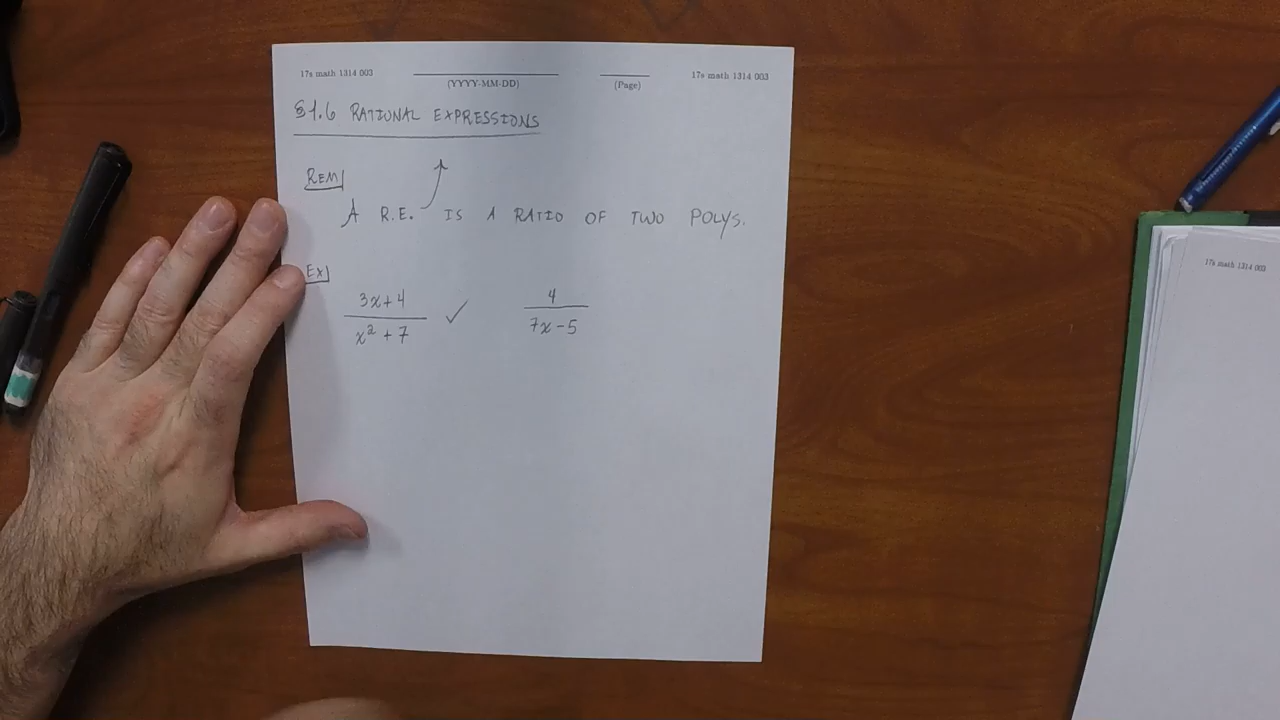 17s math 1314 003
(YYYY-MM-DD)
(Page)
17s math 1314 003
§1.6 RATIONAL EXPRESSIONS
REM
A R.E. IS A RATIO OF TWO POLYS.
EX
3x+4
x² + 7
✓
4
7x - 5
17s math 1314 003